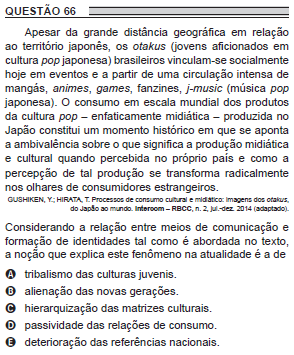 QUESTÃO 66
Apesar da grande distância geográfica em relação
ao território japonês, os otakus (jovens aficionados em
cultura pop japonesa) brasileiros vinculam-se socialmente
hoje em eventos e a partir de uma circulação intensa de
mangás, animes, games, fanzines, j-music (música pop
japonesa). O consumo em escala mundial dos produtos
da cultura pop – enfaticamente midiática – produzida no
Japão constitui um momento histórico em que se aponta
a ambivalência sobre o que significa a produção midiática
e cultural quando percebida no próprio país e como a
percepção de tal produção se transforma radicalmente
nos olhares de consumidores estrangeiros.
GUSHIKEN, Y.; HIRATA, T. Processos de consumo cultural e midiático: imagens dos otakus,
do Japão ao mundo. Intercom – RBCC, n. 2, jul.-dez. 2014 (adaptado).
Considerando a relação entre meios de comunicação e
formação de identidades tal como é abordada no texto,
a noção que explica este fenômeno na atualidade é a de
A tribalismo das culturas juvenis.
B alienação das novas gerações.
C hierarquização das matrizes culturais.
D passividade das relações de consumo.
E deterioração das referências nacionais.